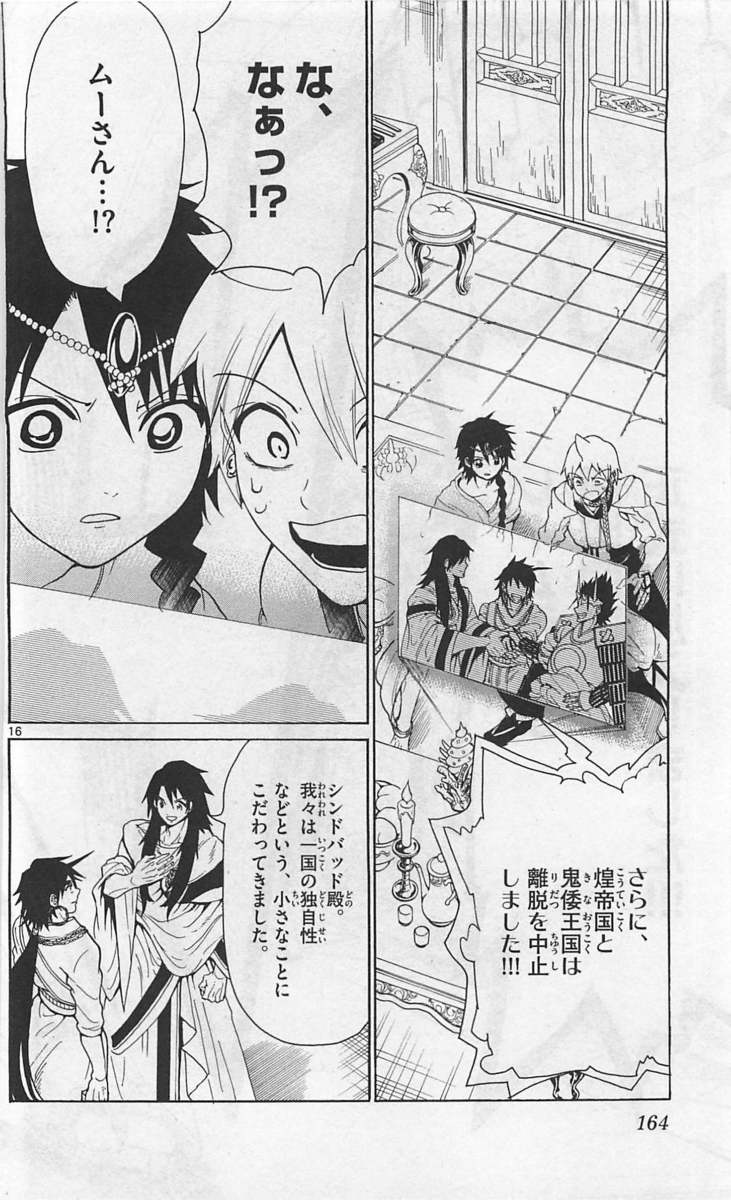 さらに、
煌帝国と
鬼倭王国は
離脱を中止
しました!!!
な、
なぁっ!?
ムーさん…!?
シンドバッド殿。
我々は一国の独自性
などという、小さなことに
こだわってきました。
16
164